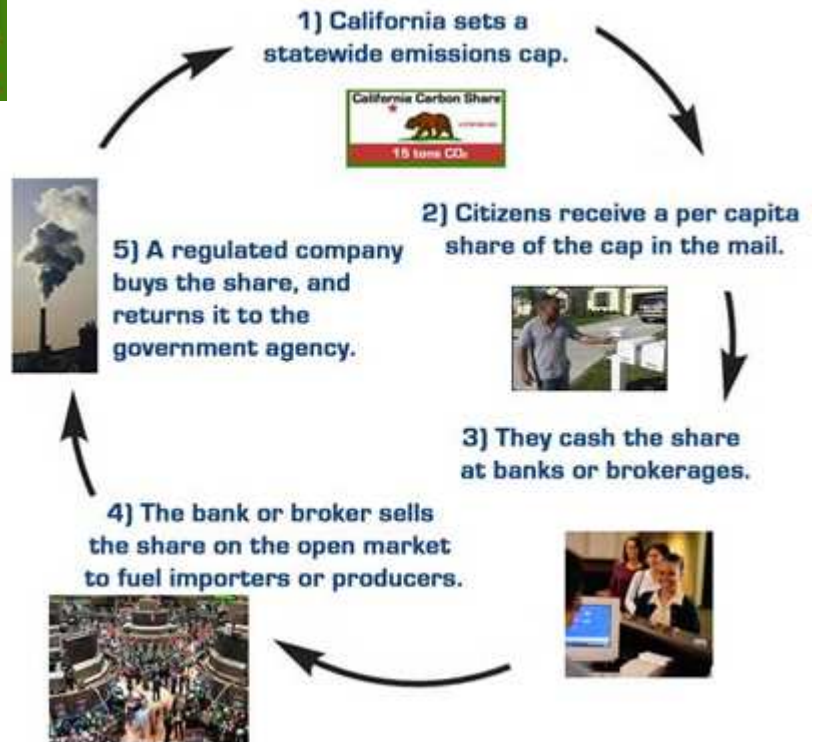 1) California sets a
statewide emissions cap.
California Carbon Share
15 tons CO₂
2) Citizens receive a per capita
share of the cap in the mail.
3) They cash the share
at banks or brokerages.
4) The bank or broker sells
the share on the open market
to fuel importers or producers.
5) A regulated company
buys the share, and
returns it to the
government agency.